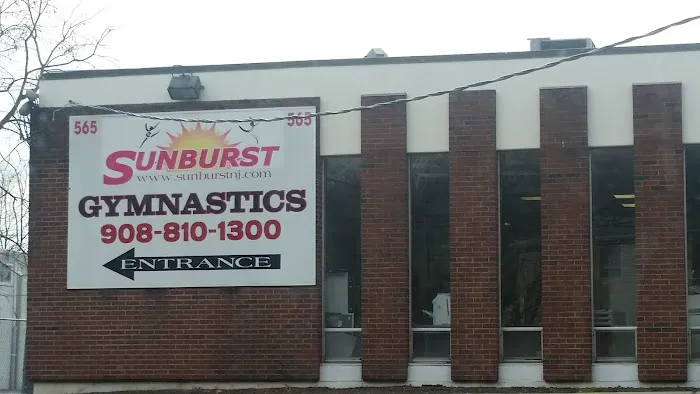 565 565
SUNBURST
www.sunburstnj.com
GYMNASTICS
908-810-1300
ENTRANCE